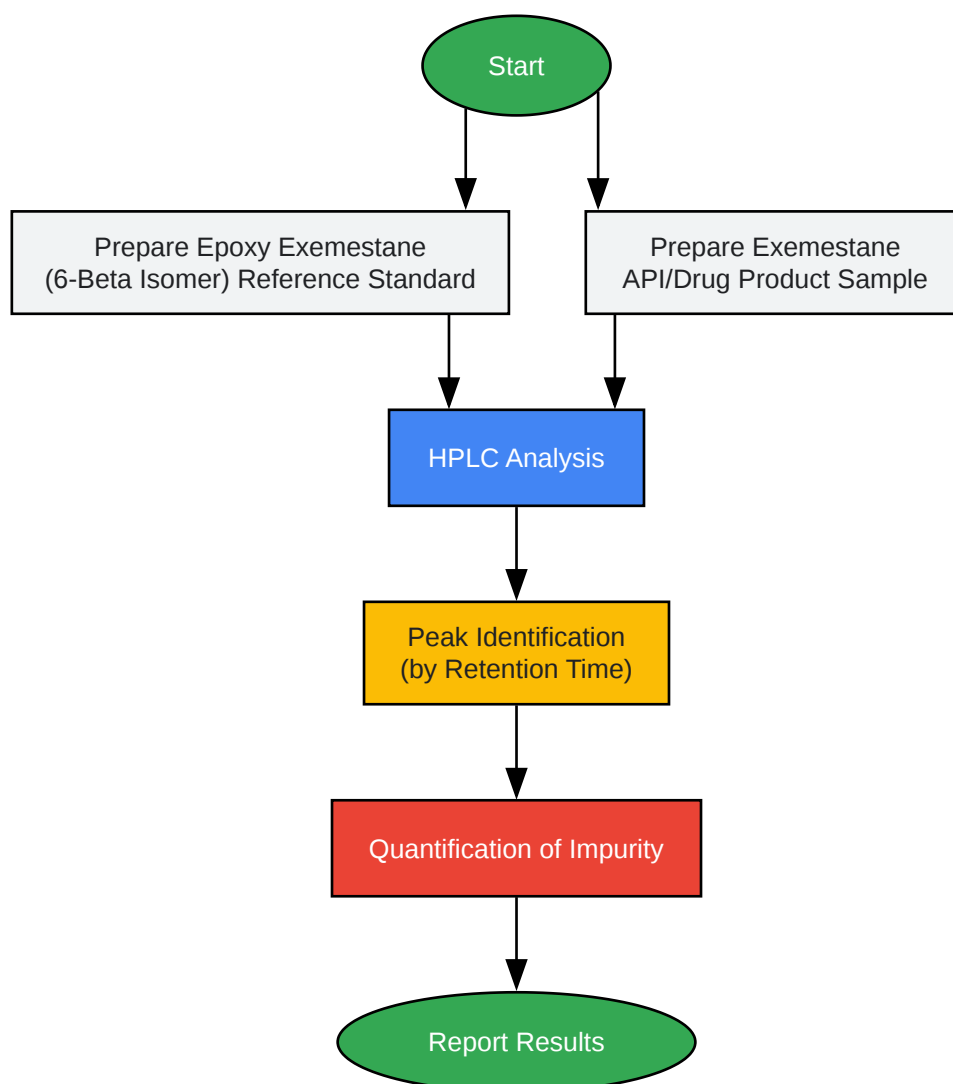 Start
Prepare Epoxy Exemestane
(6-Beta Isomer) Reference Standard
Prepare Exemestane
API/Drug Product Sample
HPLC Analysis
Peak Identification
(by Retention Time)
Quantification of Impurity
Report Results